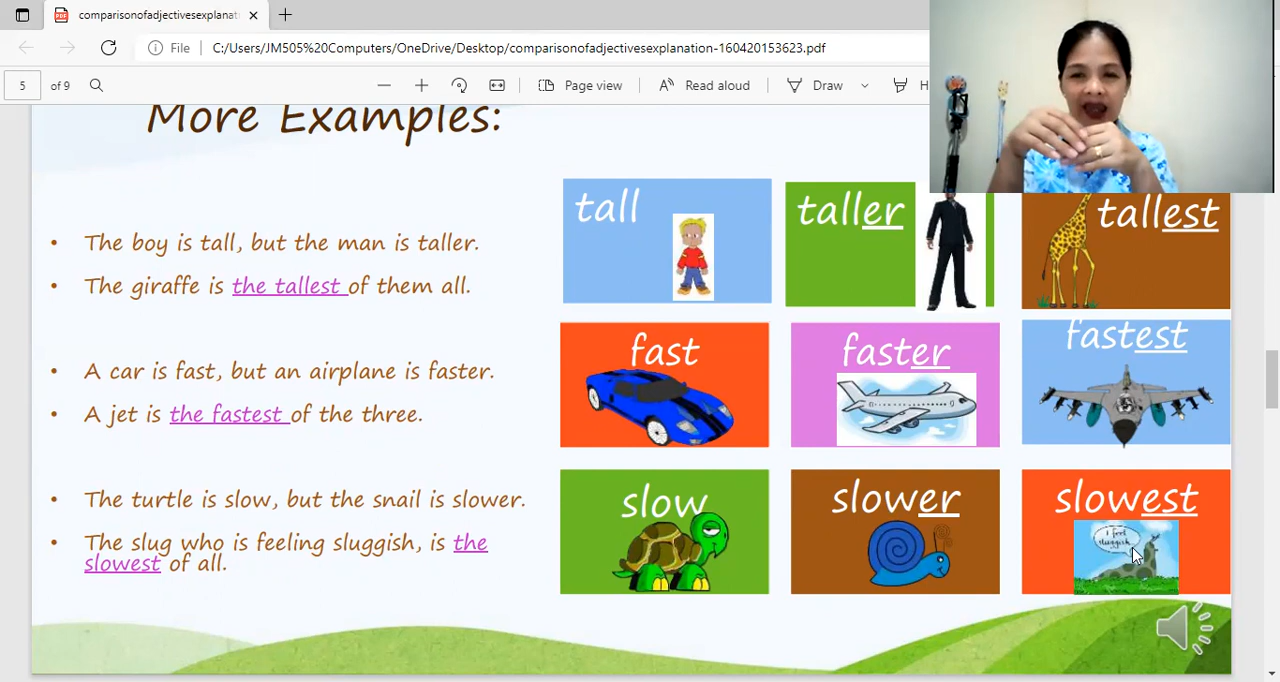 comparisonofadjectivesexplanat
File
C:/Users/JM505%20Computers/OneDrive/Desktop/comparisonofadjectivesexplanation-160420153623.pdf
5 of 9
Page view
Read aloud
Draw
H
More Examples:
• The boy is tall, but the man is taller.
• The giraffe is the tallest of them all.
• A car is fast, but an airplane is faster.
• A jet is the fastest of the three.
• The turtle is slow, but the snail is slower.
• The slug who is feeling sluggish, is the
slowest of all.
tall
taller
tallest
fast
faster
fastest
slow
slower
slowest
i feel
sluggish